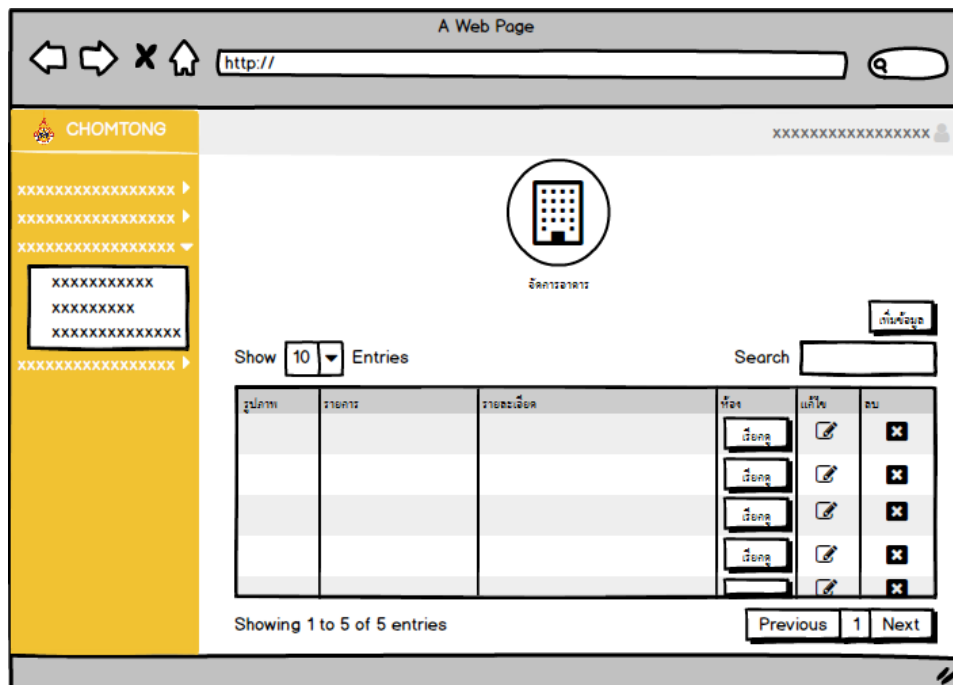 A Web Page
http://
CHOMTONG
xxxxxxxxxxxxxxxxx
xxxxxxxxxxxxxxxxx
xxxxxxxxxxxxxxxxx
xxxxxxxxxxxxxxxxx
xxxxxxxxxxx
xxxxxxxxx
xxxxxxxxxxxxxx
xxxxxxxxxxxxxxxxx
จัดการอาคาร
เพิ่มข้อมูล
Show 10 Entries Search
รูปภาพ รายการ รายละเอียด ห้อง แก้ไข ลบ
เรียกดู
เรียกดู
เรียกดู
เรียกดู
Showing 1 to 5 of 5 entries Previous 1 Next